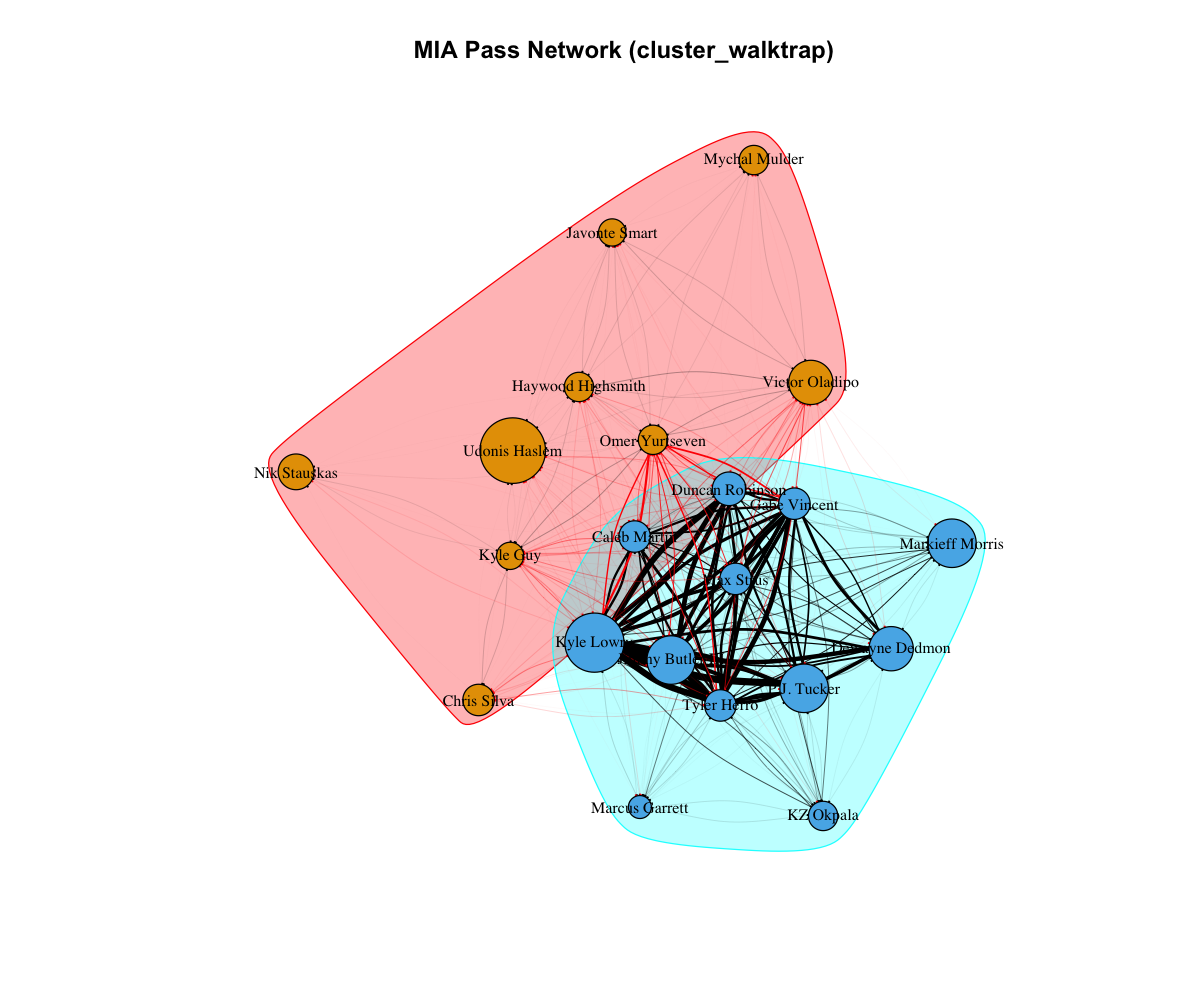 MIA Pass Network (cluster_walktrap)
Mychal Mulder
Javonte Smart
Victor Oladipo
Haywood Highsmith
Omer Yurtseven
Udonis Haslem
Nik Stauskas
Duncan Robinson
Gabe Vincent
Caleb Martin
Markieff Morris
Kyle Guy
Max Strus
Kyle Lowry
Dewayne Dedmon
Jimmy Butler
P.J. Tucker
Chris Silva
Tyler Herro
Marcus Garrett
KZ Okpala